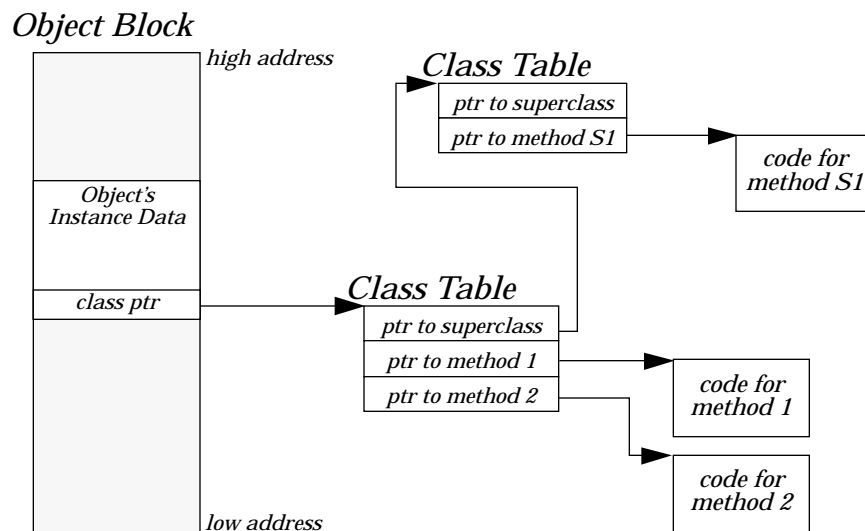 Object Block
high address
Class Table
ptr to superclass
ptr to method S1
code for
method S1
Object's
Instance Data
class ptr
Class Table
ptr to superclass
ptr to method 1
ptr to method 2
code for
method 1
code for
method 2
low address